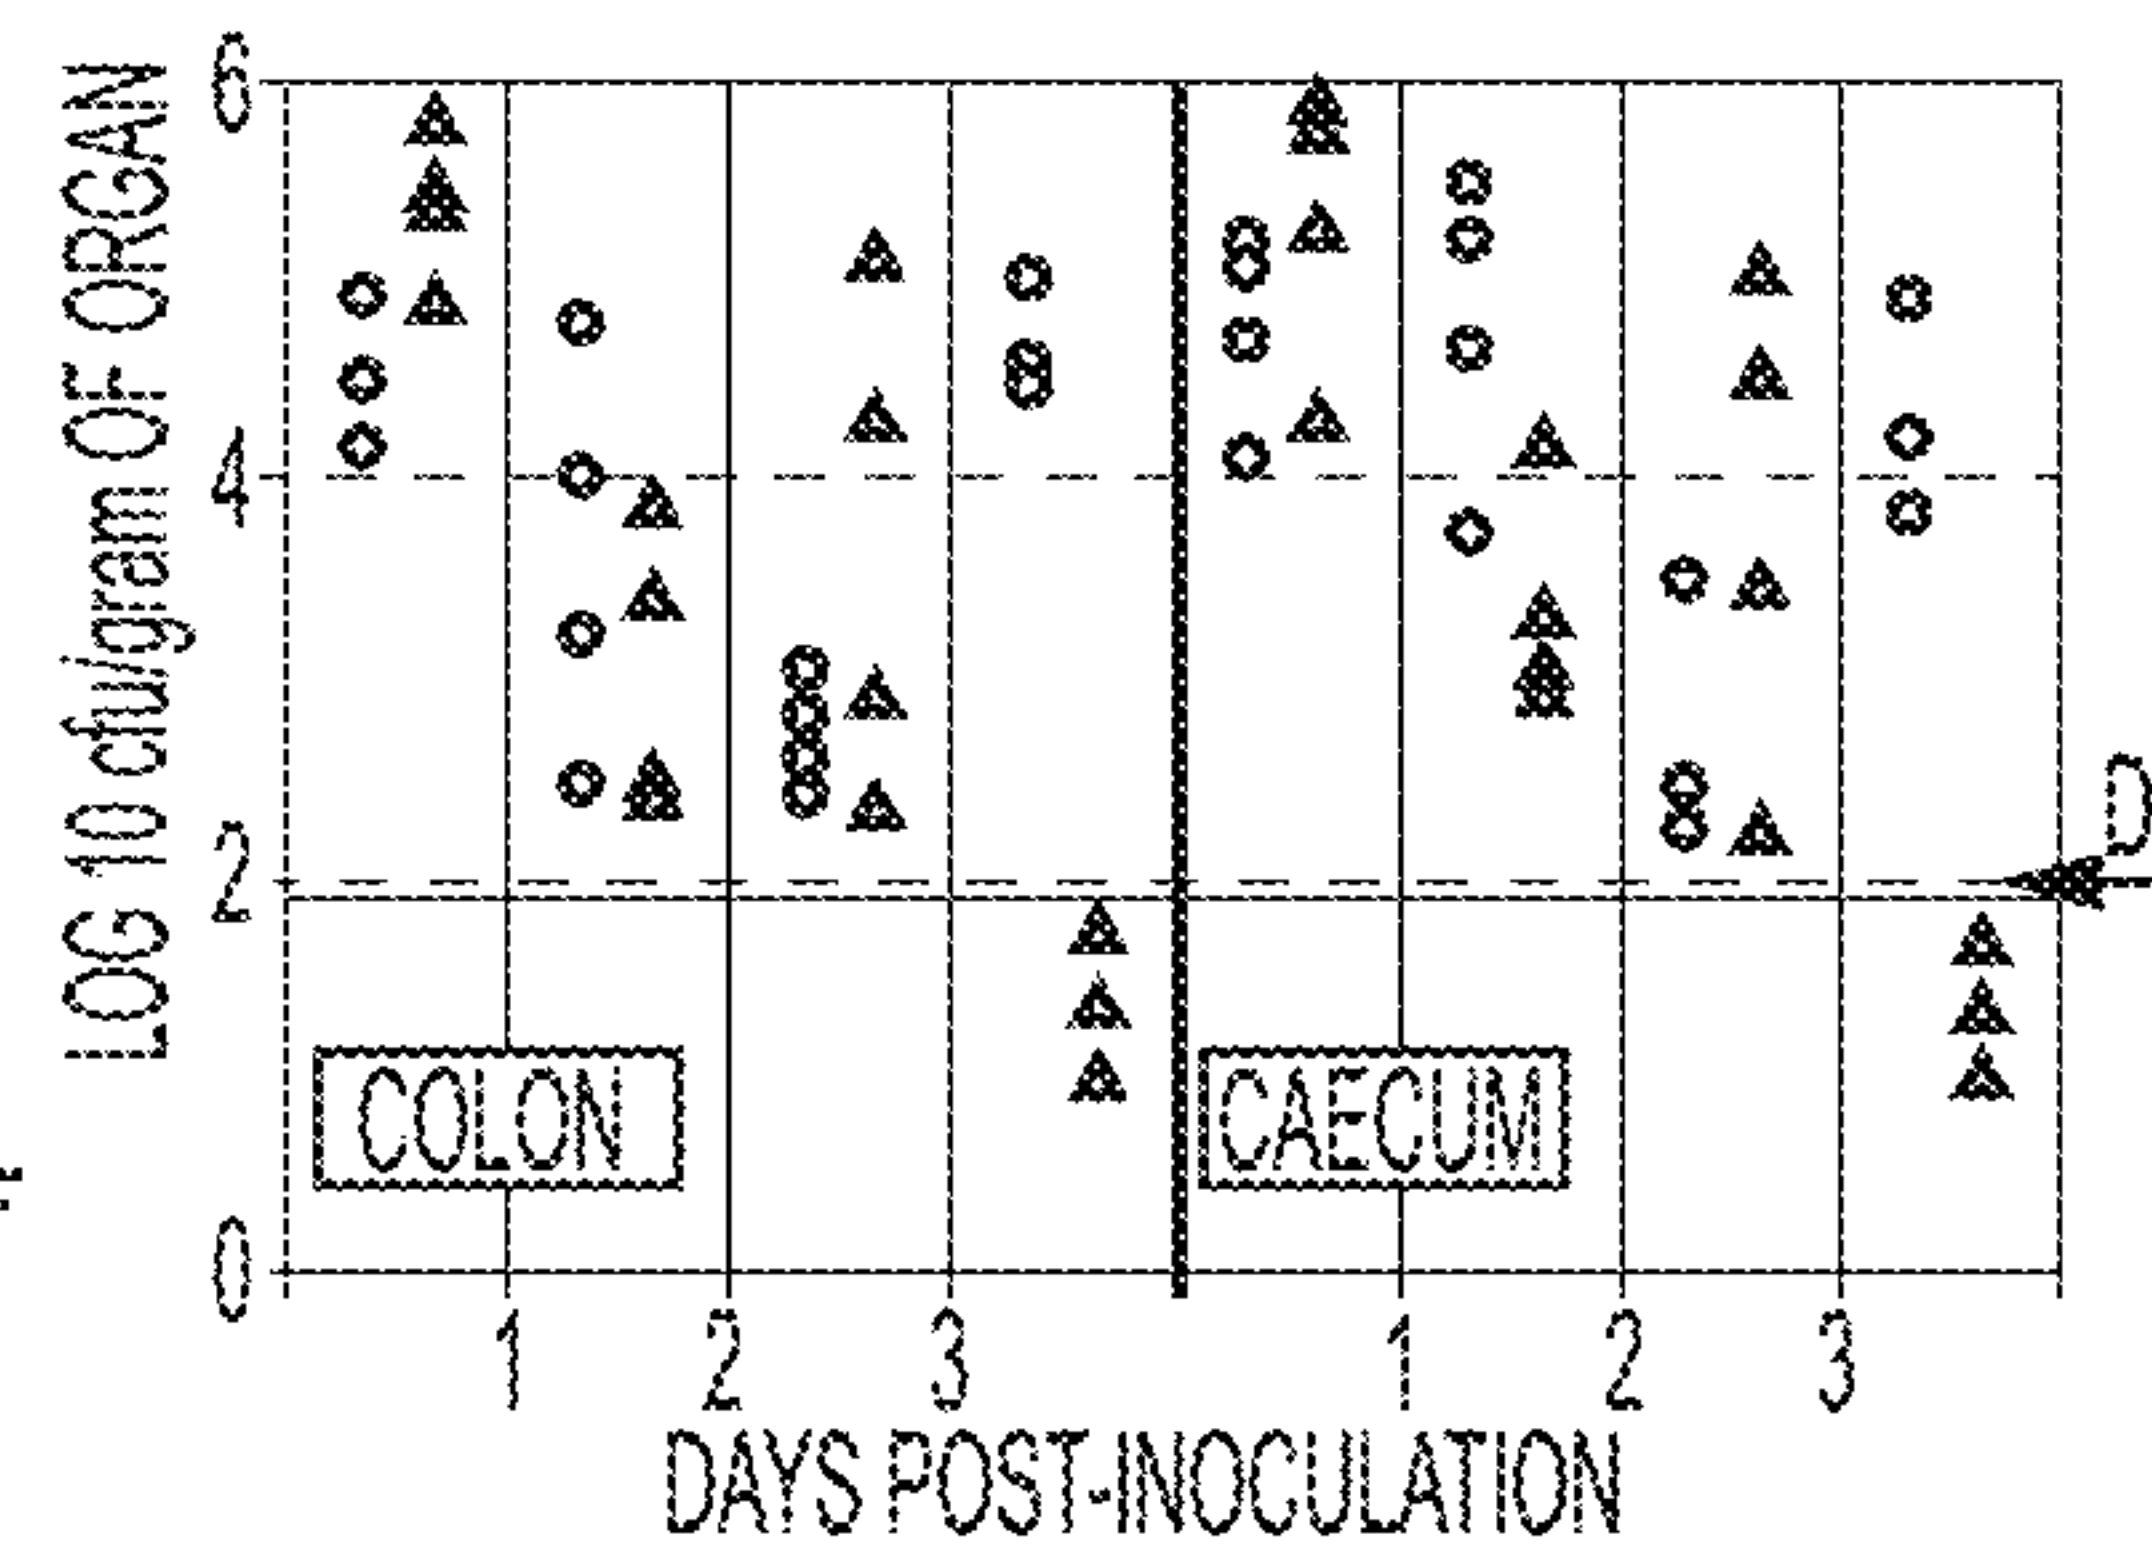 LOG 10 cfu/gram OF ORGAN
6
4
2
0
D
COLON
CAECUM
1 2 3 1 2 3
DAYS POST-INOCULATION